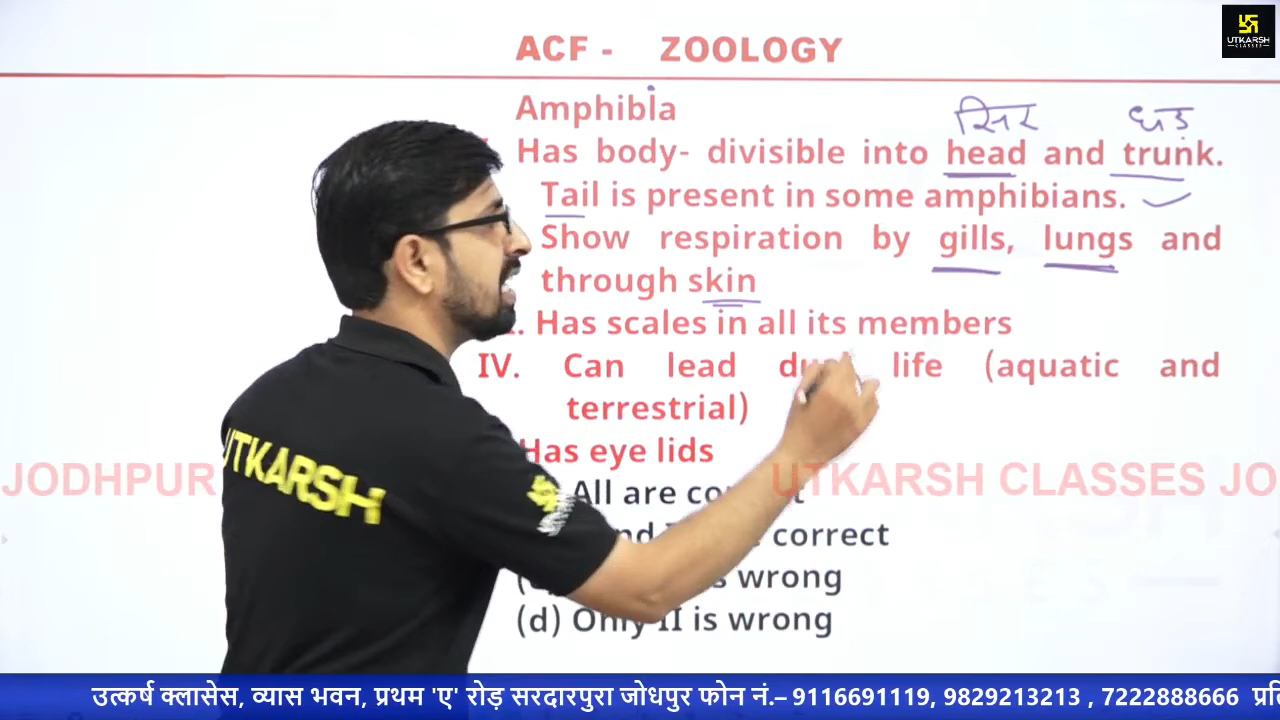 ACF - ZOOLOGY
UTKARSH
CLASSES
Amphibia
सिर धड़
Has body- divisible into head and trunk.
Tail is present in some amphibians.
Show respiration by gills, lungs and
through skin
Has scales in all its members
IV. Can lead life (aquatic and
terrestrial)
Has eye lids
UTKARSH
JODHPUR UTKARSH CLASSES JO
All are
correct
wrong
(d) Only II is wrong
उत्कर्ष क्लासेस, व्यास भवन, प्रथम 'ए' रोड़ सरदारपुरा जोधपुर फोन नं.– 9116691119, 9829213213 , 7222888666